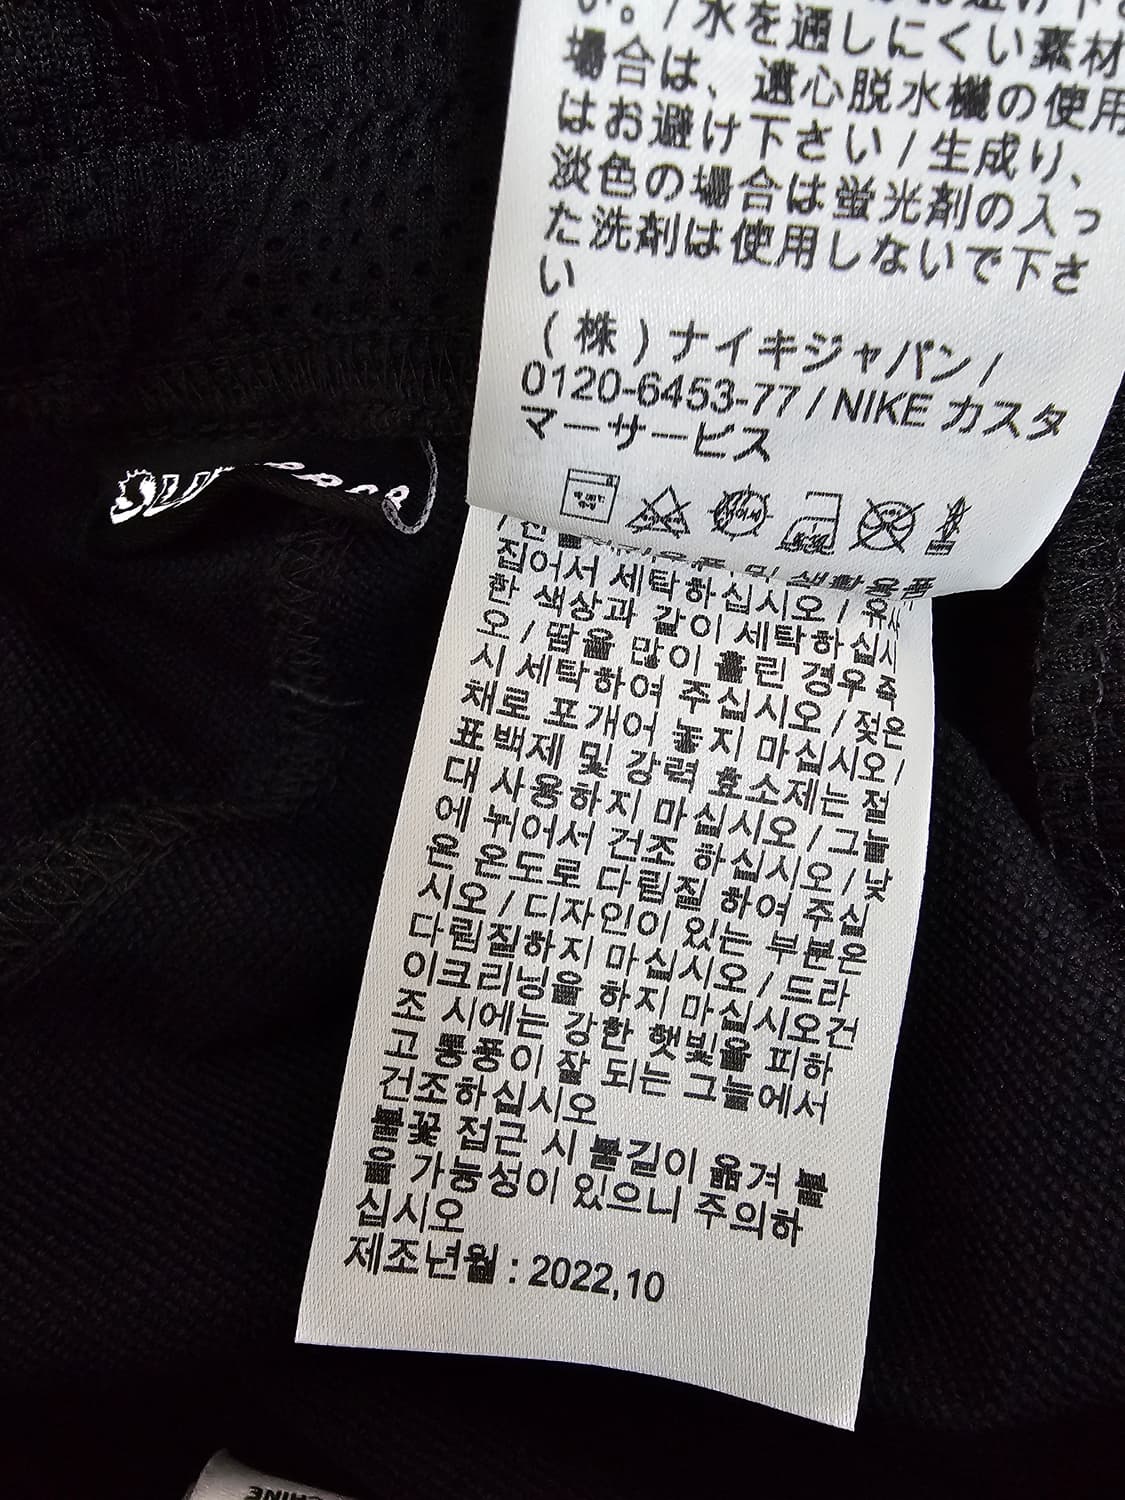 い。/水を通しにくい素材
場合は、遠心脱水機の使用
はお避け下さい/生成り、
淡色の場合は蛍光剤の入っ
た洗剤は使用しないで下さ
い
(株)ナイキジャパン/
0120-6453-77/NIKE カスタ
マーサービス
집어서 세탁하십시오/유사
한 색상과 같이 세탁하십시
오/땀을 많이 흘린 경우 즉
시 세탁하여 주십시오/젖은
채로 포개어 놓지 마십시오/
표백제 및 강력 효소제는 절
대 사용하지 마십시오/그늘
에 뉘어서 건조 하십시오/낮
은 온도로 다림질 하여 주십
시오/디자인이 있는 부분은
다림질하지 마십시오/드라
이크리닝을 하지 마십시오건
조 시에는 강한 햇빛을 피하
고 통풍이 잘 되는 그늘에서
건조하십시오
불꽃 접근 시 불길이 옮겨 붙
을 가능성이 있으니 주의하
십시오
제조년월 : 2022,10